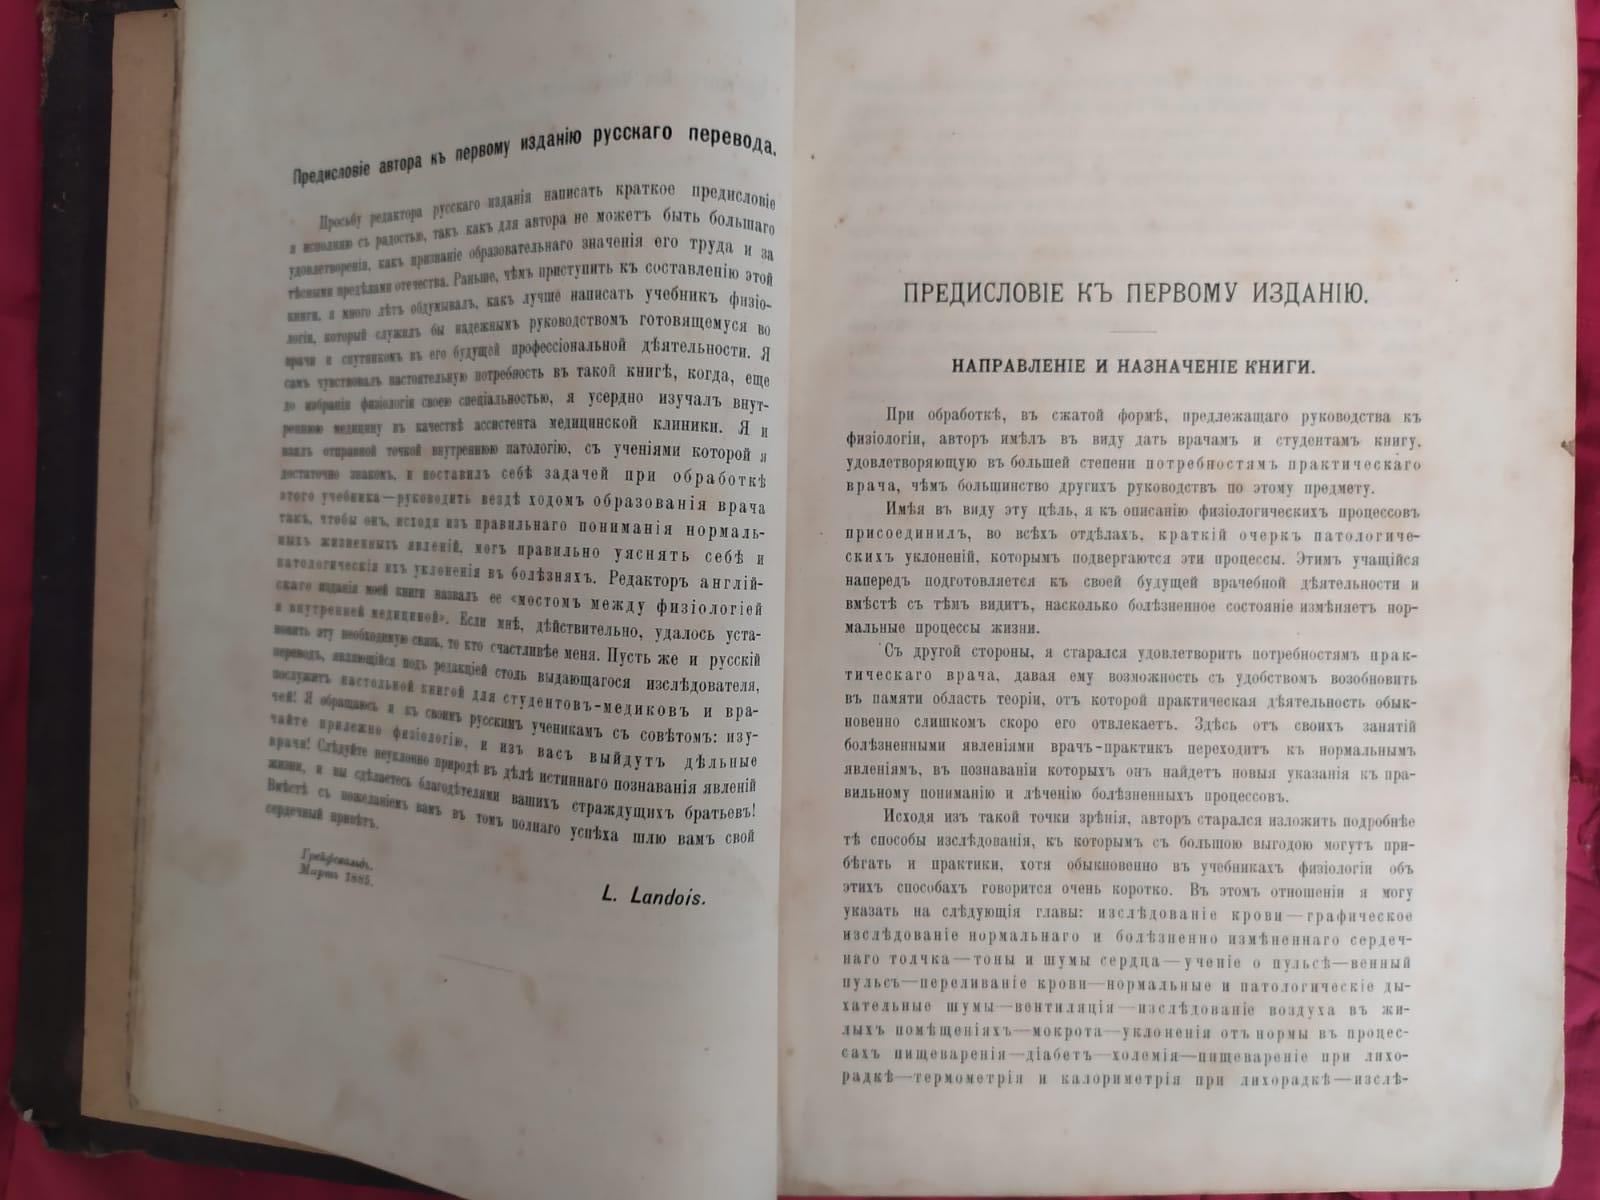 Предисловіе автора къ первому изданію русскаго перевода.
Просьбу редактора русскаго изданія написать краткое предисловіе
я исполняю съ радостью, такъ какъ для автора не можетъ быть большаго
удовлетворенія, какъ признаніе образовательнаго значенія его труда и за
тѣсными предѣлами отечества. Раньше, чѣмъ приступить къ составленію этой
книги, я много лѣтъ обдумывалъ, какъ лучше написать учебникъ физіо-
логіи, который служилъ бы надежнымъ руководствомъ готовящемуся во
врачи и спутникомъ въ его будущей профессіональной дѣятельности. Я
самъ чувствовалъ настоятельную потребность въ такой книгѣ, когда, еще
до избранія физіологіи своею спеціальностью, я усердно изучалъ внут-
реннюю медицину въ качествѣ ассистента медицинской клиники. Я и
взялъ отправной точкой внутреннюю патологію, съ ученіями которой я
достаточно знакомъ, и поставилъ себѣ задачей при обработкѣ
этого учебника—руководить вездѣ ходомъ образованія врача
такъ, чтобы онъ, исходя изъ правильнаго пониманія нормаль-
ныхъ жизненныхъ явленій, могъ правильно уяснять себѣ и
патологическія ихъ уклоненія въ болѣзняхъ. Редакторъ англій-
скаго изданія моей книги назвалъ ее «мостомъ между физіологіей
и внутренней медициной». Если мнѣ, дѣйствительно, удалось уста-
новить эту необходимую связь, то кто счастливѣе меня. Пусть же и русскій
переводъ, являющійся подъ редакціей столь выдающагося изслѣдователя,
послужитъ настольной книгой для студентовъ-медиковъ и вра-
чей! Я обращаюсь и къ своимъ русскимъ ученикамъ съ совѣтомъ: изу-
чайте прилежно физіологію, и изъ васъ выйдутъ дѣльные
врачи! Слѣдуйте неуклонно природѣ въ дѣлѣ истиннаго познаванія явленій
жизни, и вы сдѣлаетесь благодѣтелями вашихъ страждущихъ братьевъ!
Вмѣстѣ съ пожеланіемъ вамъ въ томъ полнаго успѣха шлю вамъ свой
сердечный привѣтъ.
Грейфсвальдъ.
Мартъ 1885.
L. Landois.
ПРЕДИСЛОВІЕ КЪ ПЕРВОМУ ИЗДАНІЮ.
НАПРАВЛЕНІЕ И НАЗНАЧЕНІЕ КНИГИ.
При обработкѣ, въ сжатой формѣ, предлежащаго руководства къ
физіологіи, авторъ имѣлъ въ виду дать врачамъ и студентамъ книгу,
удовлетворяющую въ большей степени потребностямъ практическаго
врача, чѣмъ большинство другихъ руководствъ по этому предмету.
Имѣя въ виду эту цѣль, я къ описанію физіологическихъ процессовъ
присоединилъ, во всѣхъ отдѣлахъ, краткій очеркъ патологиче-
скихъ уклоненій, которымъ подвергаются эти процессы. Этимъ учащійся
напередъ подготовляется къ своей будущей врачебной дѣятельности и
вмѣстѣ съ тѣмъ видитъ, насколько болѣзненное состояніе измѣняетъ нор-
мальные процессы жизни.
Съ другой стороны, я старался удовлетворить потребностямъ прак-
тическаго врача, давая ему возможность съ удобствомъ возобновить
въ памяти область теоріи, отъ которой практическая дѣятельность обык-
новенно слишкомъ скоро его отвлекаетъ. Здѣсь отъ своихъ занятій
болѣзненными явленіями врачъ-практикъ переходитъ къ нормальнымъ
явленіямъ, въ познаваніи которыхъ онъ найдетъ новыя указанія къ пра-
вильному пониманію и лѣченію болѣзненныхъ процессовъ.
Исходя изъ такой точки зрѣнія, авторъ старался изложить подробнѣе
тѣ способы изслѣдованія, къ которымъ съ большою выгодою могутъ при-
бѣгать и практики, хотя обыкновенно въ учебникахъ физіологіи объ
этихъ способахъ говорится очень коротко. Въ этомъ отношеніи я могу
указать на слѣдующія главы: изслѣдованіе крови—графическое
изслѣдованіе нормальнаго и болѣзненно измѣненнаго сердеч-
наго толчка—тоны и шумы сердца—ученіе о пульсѣ—венный
пульсъ—переливаніе крови—нормальные и патологическіе ды-
хательные шумы—вентиляція—изслѣдованіе воздуха въ жи-
лыхъ помѣщеніяхъ—мокрота—уклоненія отъ нормы въ процес-
сахъ пищеваренія—діабетъ—холемія—пищевареніе при лихо-
радкѣ—термометрія и калориметрія при лихорадкѣ—изслѣ-